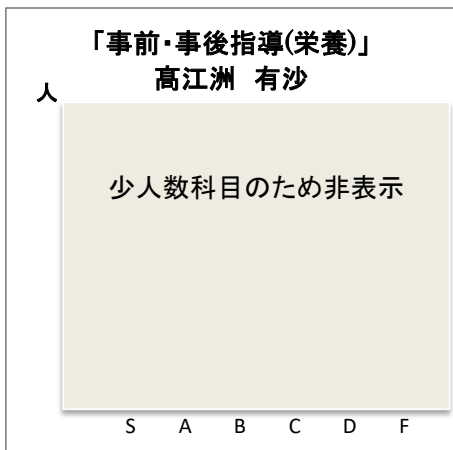 「事前・事後指導(栄養)」
髙江洲 有沙
人
少人数科目のため非表示
S A B C D F